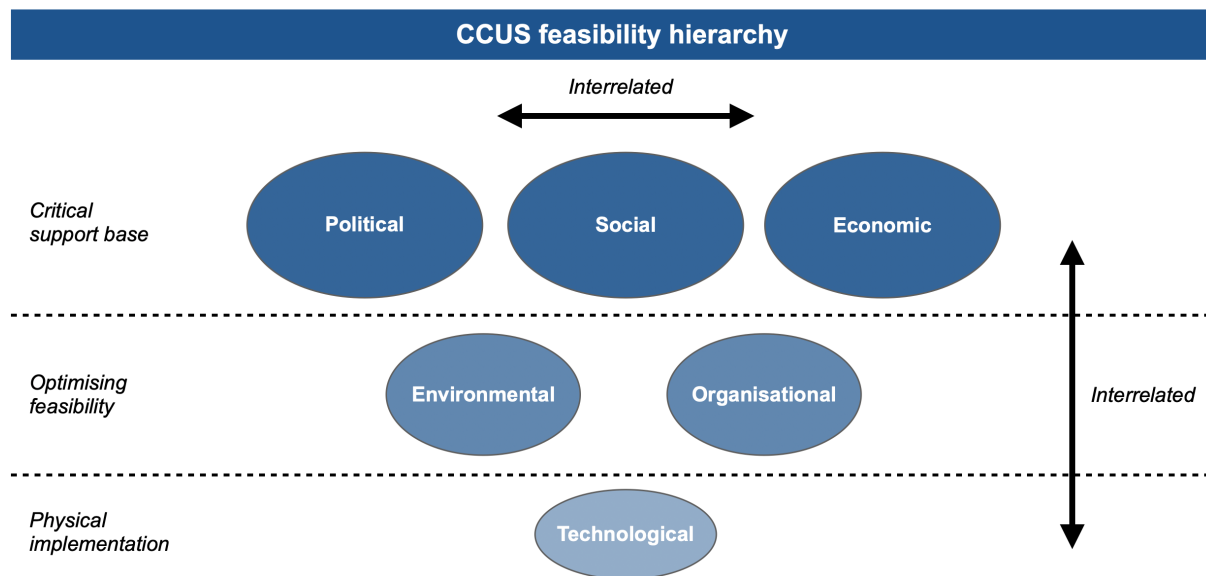 CCUS feasibility hierarchy
Interrelated
Critical
support base
Political
Social
Economic
Optimising
feasibility
Environmental
Organisational
Interrelated
Physical
implementation
Technological